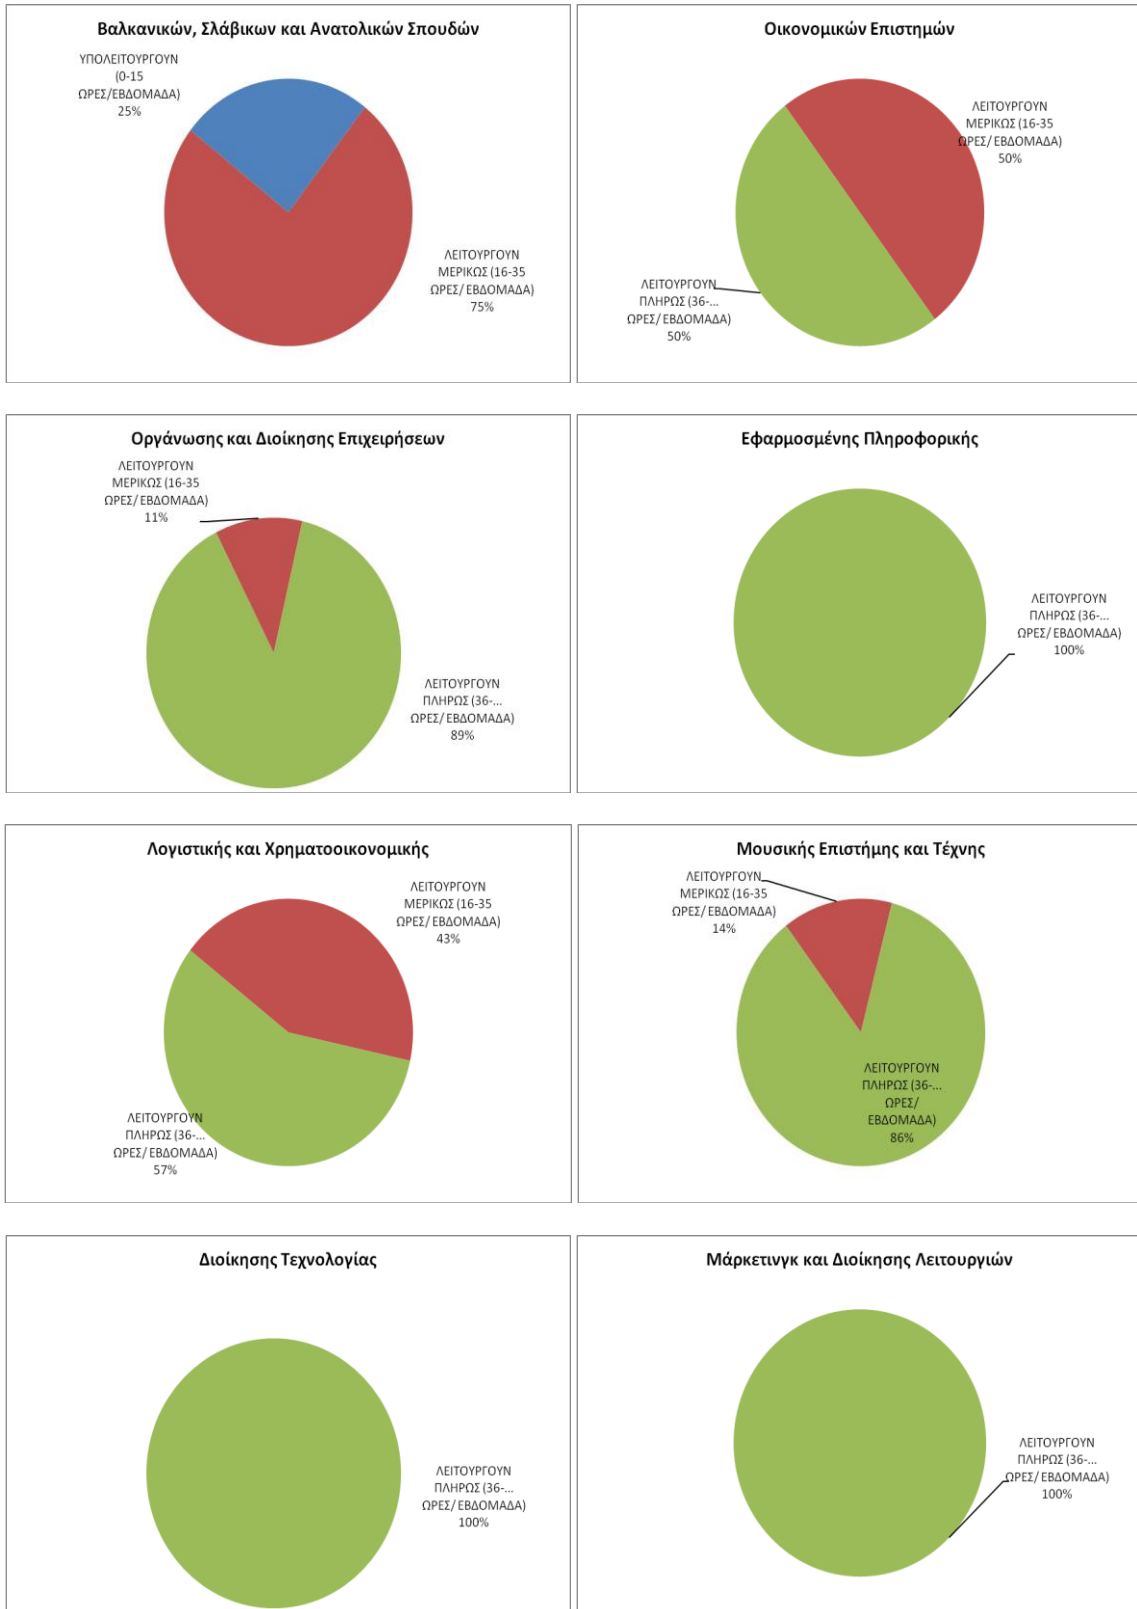 Βαλκανικών, Σλάβικων και Ανατολικών Σπουδών
ΥΠΟΛΕΙΤΟΥΡΓΟΥΝ
(0-15
ΩΡΕΣ/ΕΒΔΟΜΑΔΑ)
25%
ΛΕΙΤΟΥΡΓΟΥΝ
ΜΕΡΙΚΩΣ (16-35
ΩΡΕΣ/ ΕΒΔΟΜΑΔΑ)
75%
Οικονομικών Επιστημών
ΛΕΙΤΟΥΡΓΟΥΝ
ΜΕΡΙΚΩΣ (16-35
ΩΡΕΣ/ ΕΒΔΟΜΑΔΑ)
50%
ΛΕΙΤΟΥΡΓΟΥΝ
ΠΛΗΡΩΣ (36-...
ΩΡΕΣ/ ΕΒΔΟΜΑΔΑ)
50%
Οργάνωσης και Διοίκησης Επιχειρήσεων
ΛΕΙΤΟΥΡΓΟΥΝ
ΜΕΡΙΚΩΣ (16-35
ΩΡΕΣ/ ΕΒΔΟΜΑΔΑ)
11%
ΛΕΙΤΟΥΡΓΟΥΝ
ΠΛΗΡΩΣ (36-...
ΩΡΕΣ/ ΕΒΔΟΜΑΔΑ)
89%
Εφαρμοσμένης Πληροφορικής
ΛΕΙΤΟΥΡΓΟΥΝ
ΠΛΗΡΩΣ (36-...
ΩΡΕΣ/ ΕΒΔΟΜΑΔΑ)
100%
Λογιστικής και Χρηματοοικονομικής
ΛΕΙΤΟΥΡΓΟΥΝ
ΜΕΡΙΚΩΣ (16-35
ΩΡΕΣ/ ΕΒΔΟΜΑΔΑ)
43%
ΛΕΙΤΟΥΡΓΟΥΝ
ΠΛΗΡΩΣ (36-...
ΩΡΕΣ/ ΕΒΔΟΜΑΔΑ)
57%
Μουσικής Επιστήμης και Τέχνης
ΛΕΙΤΟΥΡΓΟΥΝ
ΜΕΡΙΚΩΣ (16-35
ΩΡΕΣ/ ΕΒΔΟΜΑΔΑ)
14%
ΛΕΙΤΟΥΡΓΟΥΝ
ΠΛΗΡΩΣ (36-...
ΩΡΕΣ/
ΕΒΔΟΜΑΔΑ)
86%
Διοίκησης Τεχνολογίας
ΛΕΙΤΟΥΡΓΟΥΝ
ΠΛΗΡΩΣ (36-...
ΩΡΕΣ/ ΕΒΔΟΜΑΔΑ)
100%
Μάρκετινγκ και Διοίκησης Λειτουργιών
ΛΕΙΤΟΥΡΓΟΥΝ
ΠΛΗΡΩΣ (36-...
ΩΡΕΣ/ ΕΒΔΟΜΑΔΑ)
100%